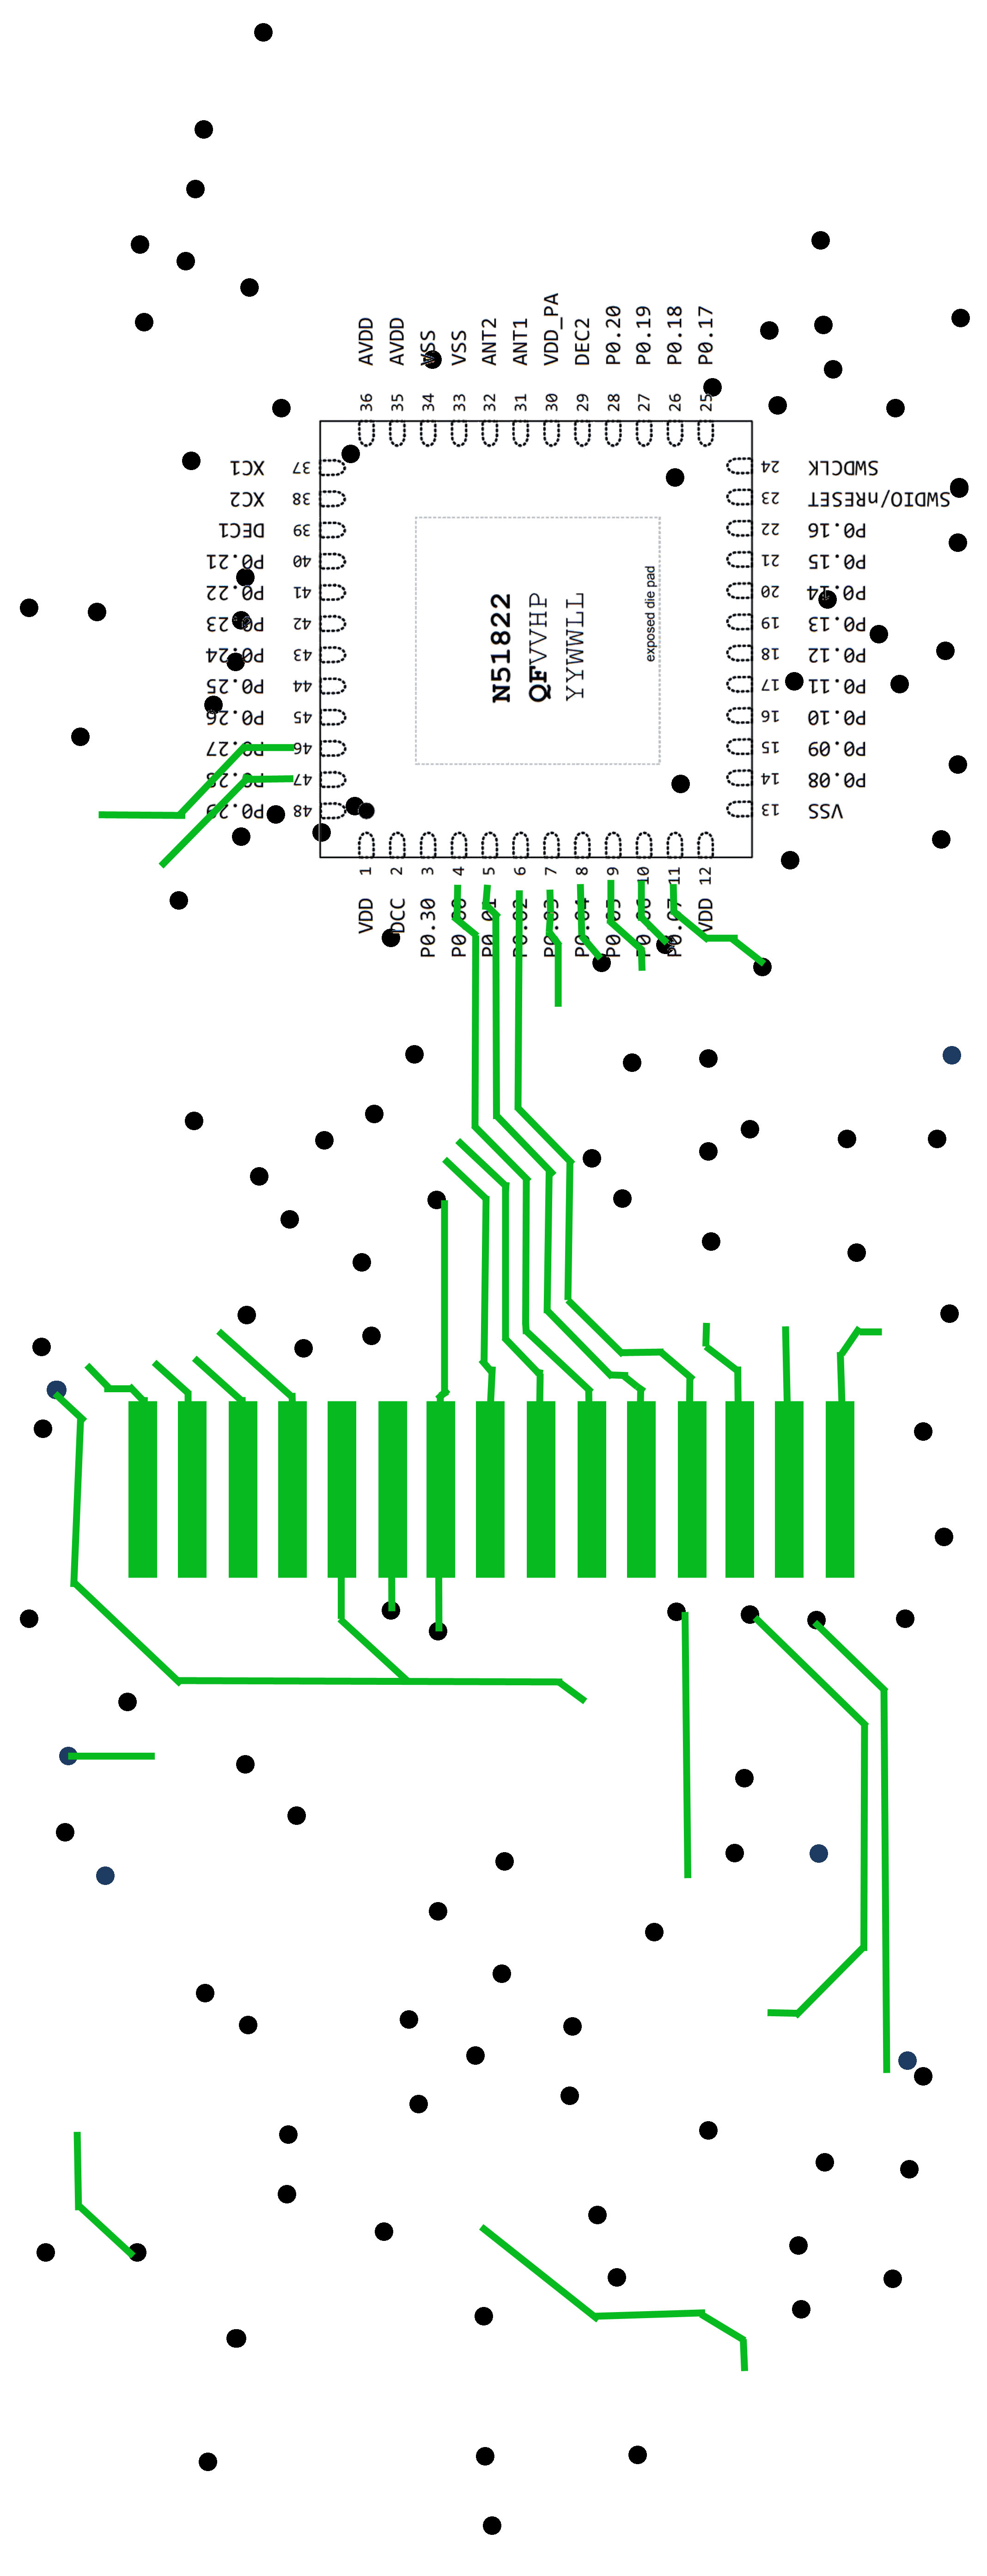 AVDD
AVDD
VSS
VSS
ANT2
ANT1
VDD_PA
DEC2
P0.20
P0.19
P0.18
P0.17
36
35
34
33
32
31
30
29
28
27
26
25
XC1 37
XC2 38
DEC1 39
P0.21 40
P0.22 41
P0.23 42
P0.24 43
P0.25 44
P0.26 45
P0.27 46
P0.28 47
P0.29 48
N51822
QFVVHP
YYWWLL
exposed die pad
24 SWDCLK
23 SWDIO/nRESET
22 P0.16
21 P0.15
20 P0.14
19 P0.13
18 P0.12
17 P0.11
16 P0.10
15 P0.09
14 P0.08
13 VSS
1
2
3
4
5
6
7
8
9
10
11
12
VDD
DCC
P0.30
P0.00
P0.01
P0.02
P0.03
P0.04
P0.05
P0.06
P0.07
VDD